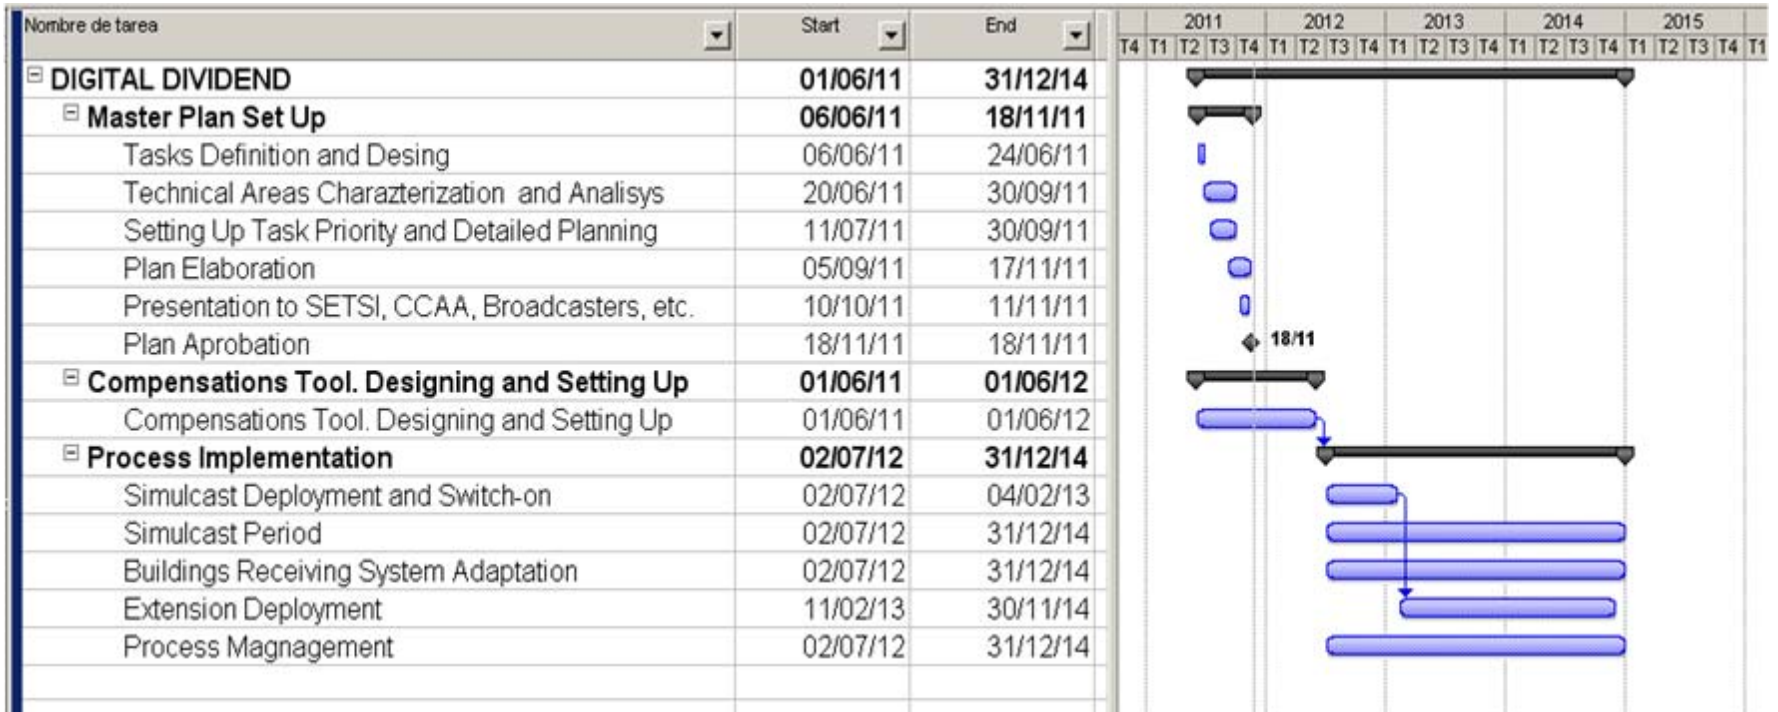 Nombre de tarea Start End 2011 2012 2013 2014 2015
T4 T1 T2 T3 T4 T1 T2 T3 T4 T1 T2 T3 T4 T1 T2 T3 T4 T1 T2 T3 T4 T1
DIGITAL DIVIDEND 01/06/11 31/12/14
Master Plan Set Up 06/06/11 18/11/11
Tasks Definition and Desing 06/06/11 24/06/11
Technical Areas Charazterization and Analisys 20/06/11 30/09/11
Setting Up Task Priority and Detailed Planning 11/07/11 30/09/11
Plan Elaboration 05/09/11 17/11/11
Presentation to SETSI, CCAA, Broadcasters, etc. 10/10/11 11/11/11
Plan Aprobation 18/11/11 18/11/11 18/11
Compensations Tool. Designing and Setting Up 01/06/11 01/06/12
Compensations Tool. Designing and Setting Up 01/06/11 01/06/12
Process Implementation 02/07/12 31/12/14
Simulcast Deployment and Switch-on 02/07/12 04/02/13
Simulcast Period 02/07/12 31/12/14
Buildings Receiving System Adaptation 02/07/12 31/12/14
Extension Deployment 11/02/13 30/11/14
Process Magnagement 02/07/12 31/12/14